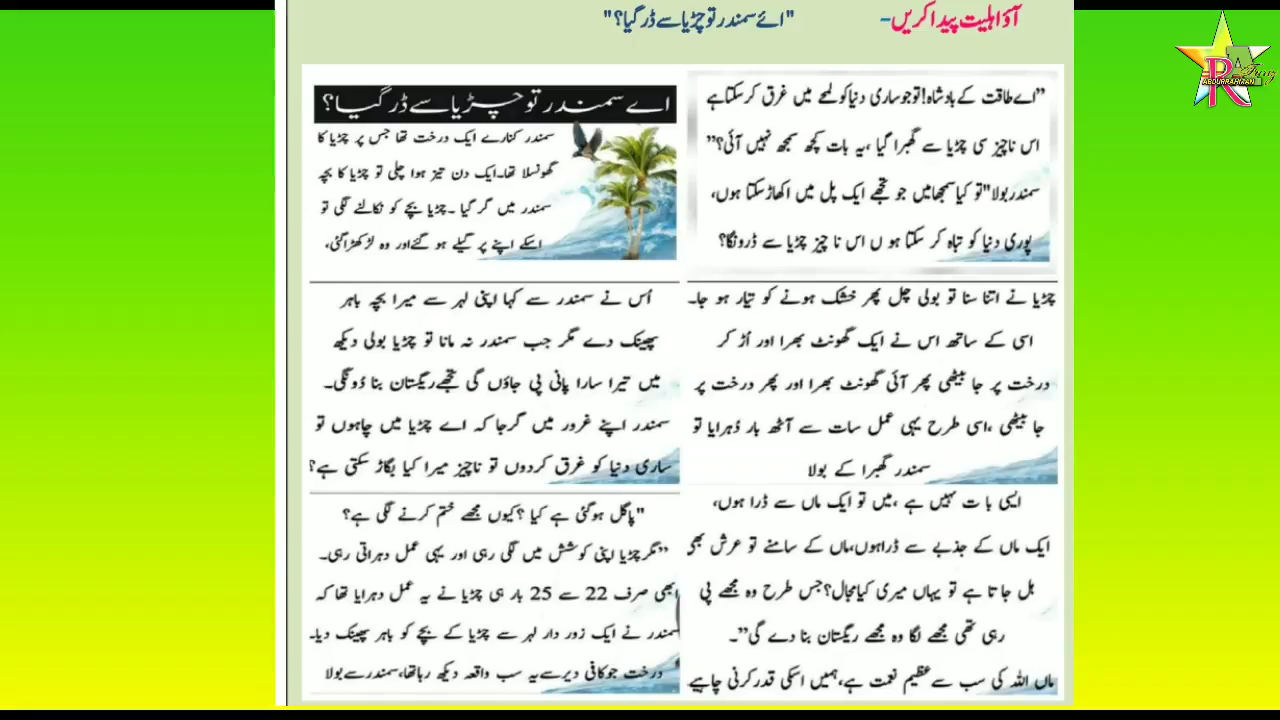 آؤ اہلیت پیدا کریں-
"ائے سمندر تو چڑیا سے ڈر گیا؟"
اے سمندر تو چڑیا سے ڈر گیا؟
سمندر کنارے ایک درخت تھا جس پر چڑیا کا
گھونسلا تھا۔ ایک دن تیز ہوا چلی تو چڑیا کا بچہ
سمندر میں گر گیا ۔ چڑیا بچے کو نکالنے لگی تو
اسکے اپنے پر گیلے ہو گئے اور وہ لڑکھڑا گئی،
اُس نے سمندر سے کہا اپنی لہر سے میرا بچہ باہر
پھینک دے مگر جب سمندر نہ مانا تو چڑیا بولی دیکھ
میں تیرا سارا پانی پی جاؤں گی تجھے ریگستان بنا دُونگی۔
سمندر اپنے غرور میں گرجا کہ اے چڑیا میں چاہوں تو
ساری دنیا کو غرق کردوں تو ناچیز میرا کیا بگاڑ سکتی ہے؟
چڑیا نے اتنا سنا تو بولی چل پھر خشک ہونے کو تیار ہو جا۔
اسی کے ساتھ اس نے ایک گھونٹ بھرا اور اُڑ کر
درخت پر جا بیٹھی پھر آئی گھونٹ بھرا اور پھر درخت پر
جا بیٹھی ،اسی طرح یہی عمل سات سے آٹھ بار دُہرایا تو
سمندر گھبرا کے بولا
"پاگل ہوگئی ہے کیا ؟ کیوں مجھے ختم کرنے لگی ہے؟
”مگر چڑیا اپنی کوشش میں لگی رہی اور یہی عمل دہراتی رہی۔
ابھی صرف 22 سے 25 بار ہی چڑیا نے یہ عمل دہرایا تھا کہ
سمندر نے ایک زور دار لہر سے چڑیا کے بچے کو باہر پھینک دیا۔
درخت جو کافی دیر سے یہ سب واقعہ دیکھ رہا تھا، سمندر سے بولا
”اے طاقت کے بادشاہ! تو جو ساری دنیا کو لمحے میں غرق کر سکتا ہے
اس ناچیز سی چڑیا سے گھبرا گیا ،یہ بات کچھ سمجھ نہیں آئی؟”
سمندر بولا "تو کیا سمجھا میں جو تجھے ایک پل میں اکھاڑ سکتا ہوں،
پوری دنیا کو تباہ کر سکتا ہو ں اس نا چیز چڑیا سے ڈرونگا؟
ایسی با ت نہیں ہے ،میں تو ایک ماں سے ڈرا ہوں،
ایک ماں کے جذبے سے ڈرا ہوں،ماں کے سامنے تو عرش بھی
ہل جا تا ہے تو یہاں میری کیا مجال؟ جس طرح وہ مجھے پی
رہی تھی مجھے لگا وہ مجھے ریگستان بنا دے گی”۔
ماں اللہ کی سب سے عظیم نعمت ہے، ہمیں اسکی قدر کرنی چاہیے
R
ABDURRAHMAN